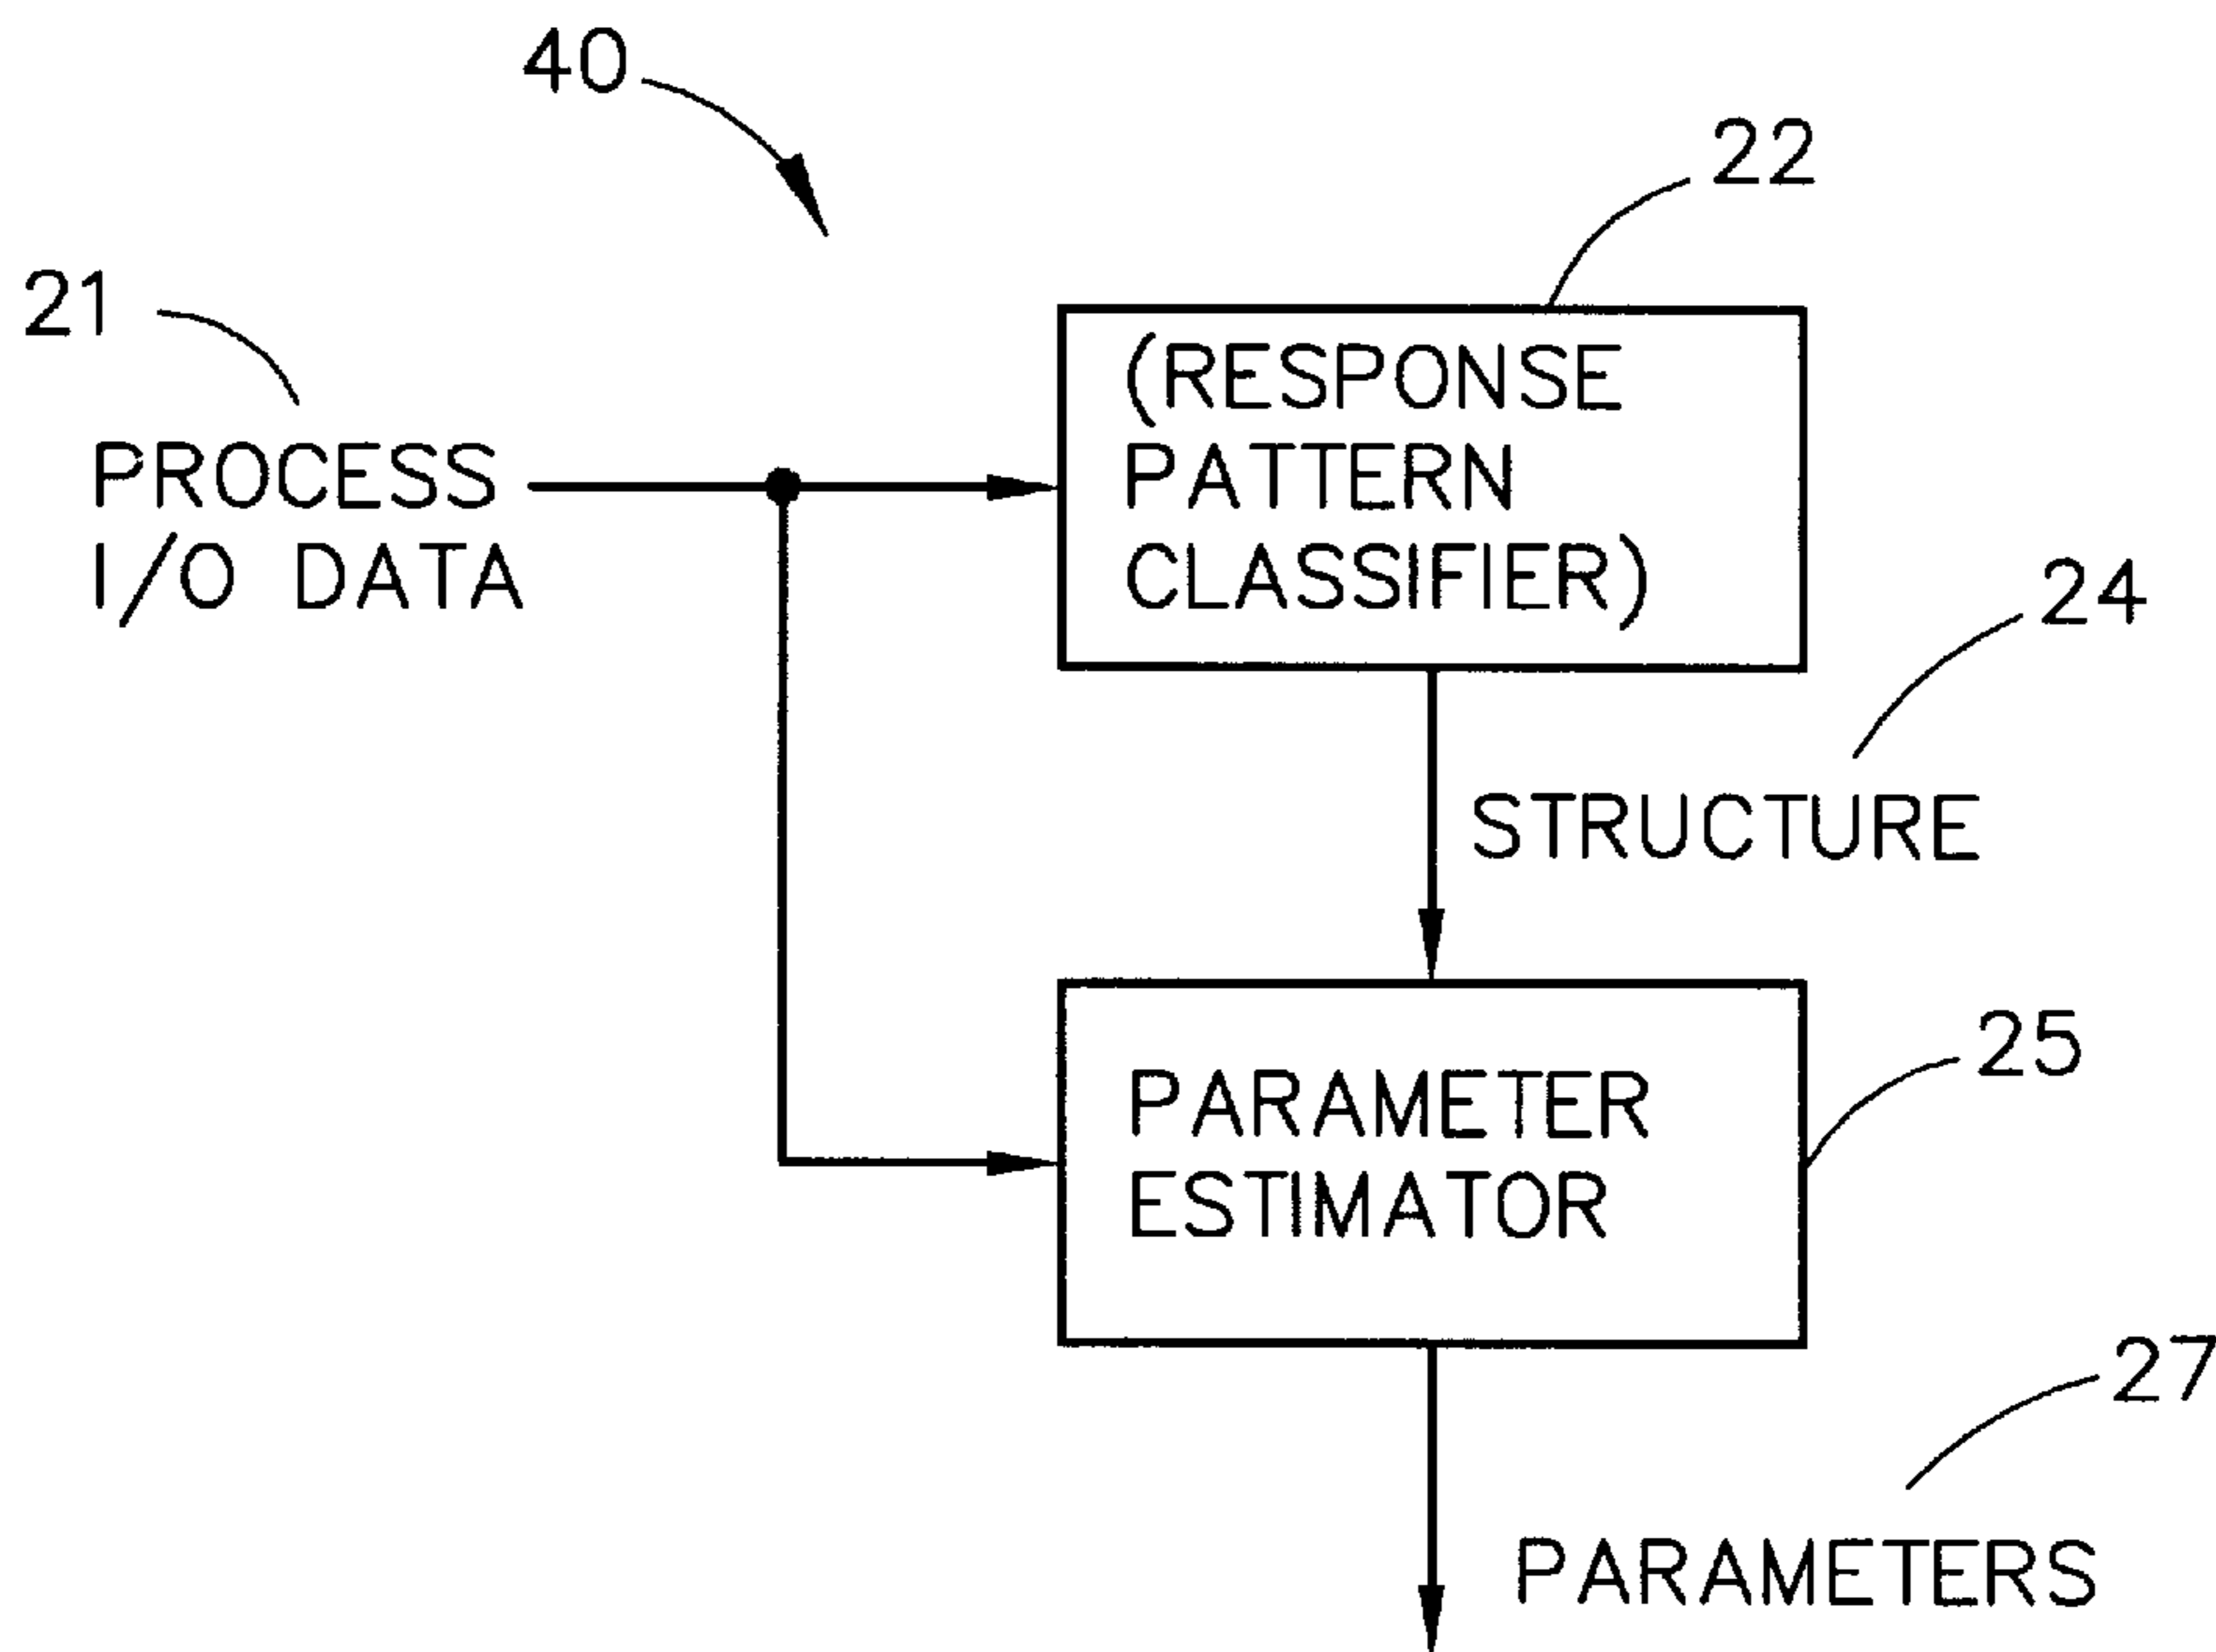 40
22
21
(RESPONSE
PATTERN
CLASSIFIER)
PROCESS
I/O DATA
24
STRUCTURE
25
PARAMETER
ESTIMATOR
27
PARAMETERS